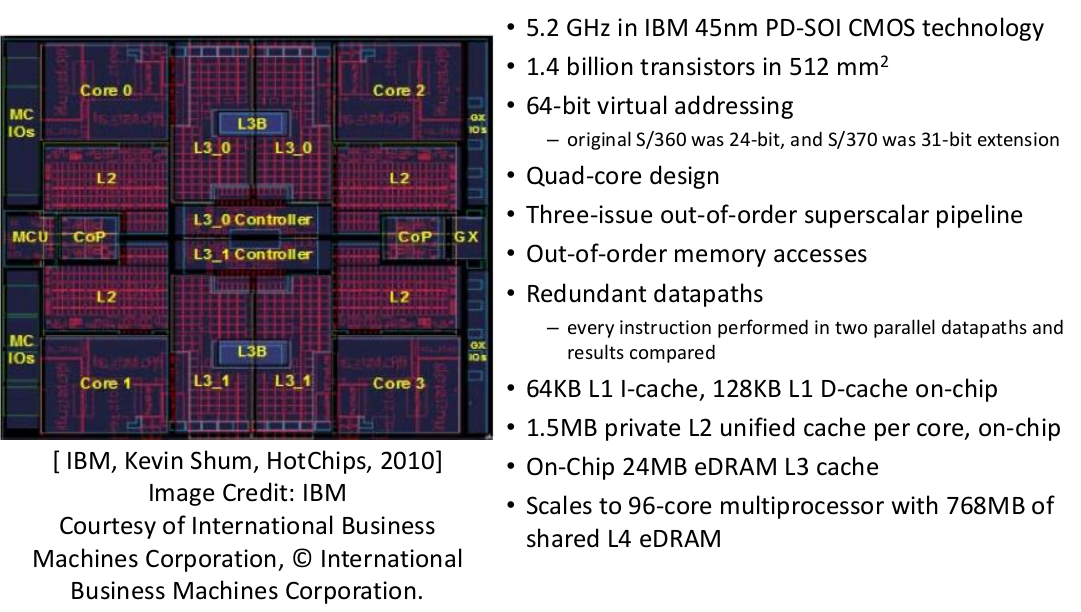 Core 0
Core 2
MC
IOs
GX
IOs
L3B
L3_0
L3_0
L2
L2
L3_0 Controller
MCU
CoP
CoP
GX
L3_1 Controller
L2
L2
MC
IOs
GX
IOs
L3B
L3_1
L3_1
Core 1
Core 3
[ IBM, Kevin Shum, HotChips, 2010]
Image Credit: IBM
Courtesy of International Business
Machines Corporation, © International
Business Machines Corporation.
• 5.2 GHz in IBM 45nm PD-SOI CMOS technology
• 1.4 billion transistors in 512 mm²
• 64-bit virtual addressing
– original S/360 was 24-bit, and S/370 was 31-bit extension
• Quad-core design
• Three-issue out-of-order superscalar pipeline
• Out-of-order memory accesses
• Redundant datapaths
– every instruction performed in two parallel datapaths and
results compared
• 64KB L1 I-cache, 128KB L1 D-cache on-chip
• 1.5MB private L2 unified cache per core, on-chip
• On-Chip 24MB eDRAM L3 cache
• Scales to 96-core multiprocessor with 768MB of
shared L4 eDRAM